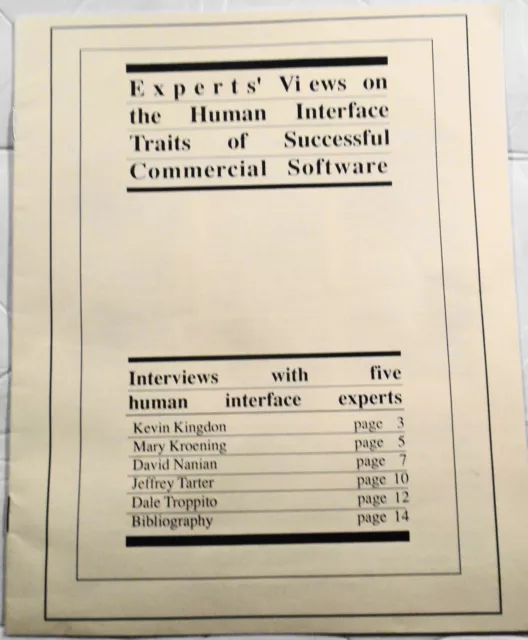 Experts' Views on
the Human Interface
Traits of Successful
Commercial Software
Interviews with five
human interface experts
Kevin Kingdon page 3
Mary Kroening page 5
David Nanian page 7
Jeffrey Tarter page 10
Dale Troppito page 12
Bibliography page 14